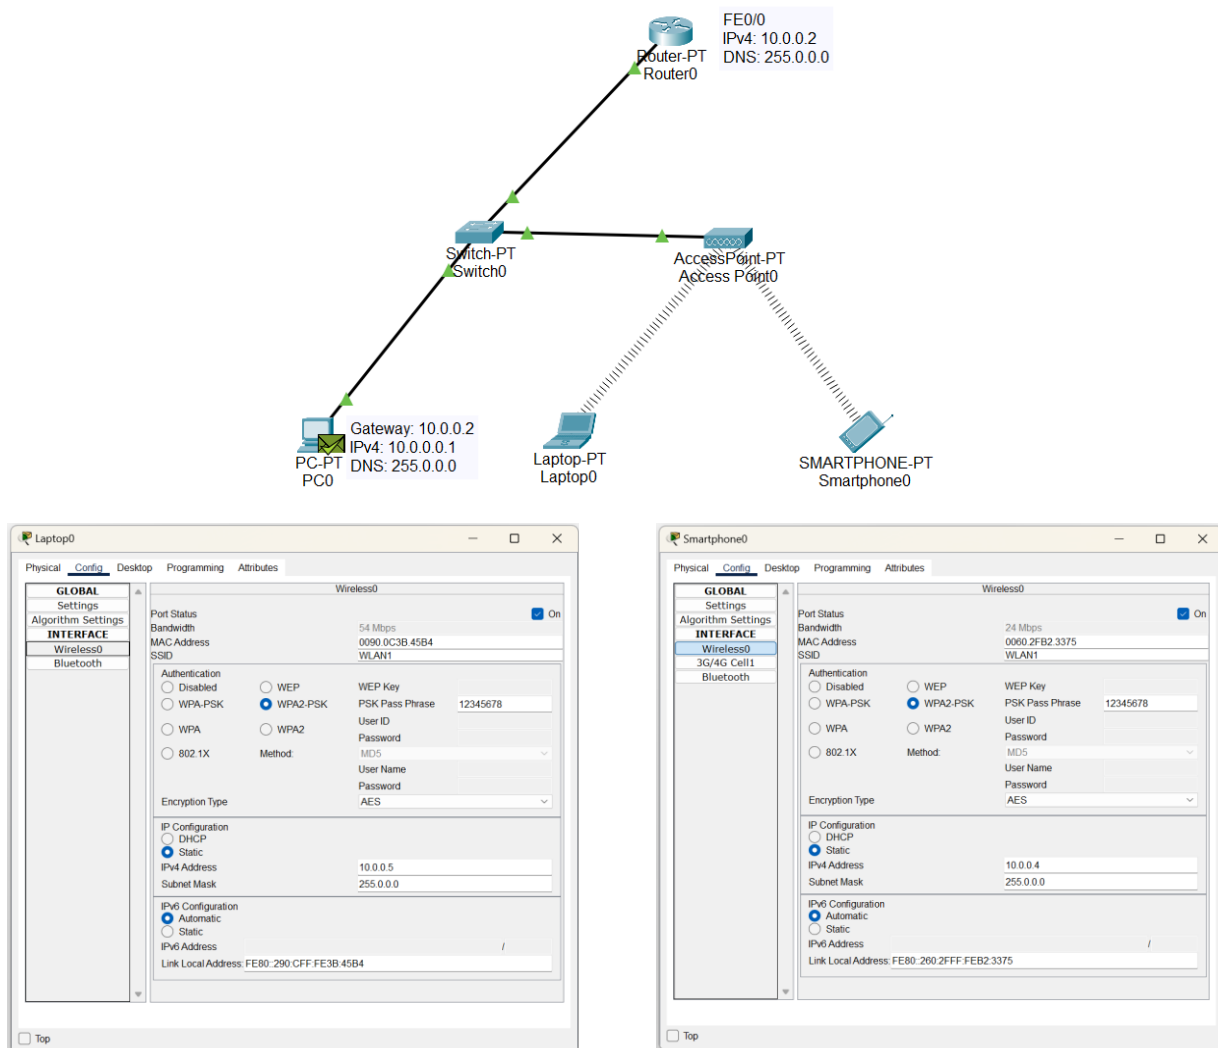 FE0/0
IPv4: 10.0.0.2
DNS: 255.0.0.0
Router-PT
Router0
Switch-PT
Switch0
AccessPoint-PT
Access Point0
Gateway: 10.0.0.2
IPv4: 10.0.0.0.1
DNS: 255.0.0.0
PC-PT
PC0
Laptop-PT
Laptop0
SMARTPHONE-PT
Smartphone0
Laptop0
Physical Config Desktop Programming Attributes
GLOBAL
Settings
Algorithm Settings
INTERFACE
Wireless0
Bluetooth
Wireless0
Port Status On
Bandwidth 54 Mbps
MAC Address 0090.0C3B.45B4
SSID WLAN1
Authentication
Disabled WEP WEP Key
WPA-PSK WPA2-PSK PSK Pass Phrase 12345678
User ID
WPA WPA2
Password
802.1X Method: MD5
User Name
Password
Encryption Type AES
IP Configuration
DHCP
Static
IPv4 Address 10.0.0.5
Subnet Mask 255.0.0.0
IPv6 Configuration
Automatic
Static
IPv6 Address /
Link Local Address: FE80::290:CFF:FE3B:45B4
Top
Smartphone0
Physical Config Desktop Programming Attributes
GLOBAL
Settings
Algorithm Settings
INTERFACE
Wireless0
3G/4G Cell1
Bluetooth
Wireless0
Port Status On
Bandwidth 24 Mbps
MAC Address 0060.2FB2.3375
SSID WLAN1
Authentication
Disabled WEP WEP Key
WPA-PSK WPA2-PSK PSK Pass Phrase 12345678
User ID
WPA WPA2
Password
802.1X Method: MD5
User Name
Password
Encryption Type AES
IP Configuration
DHCP
Static
IPv4 Address 10.0.0.4
Subnet Mask 255.0.0.0
IPv6 Configuration
Automatic
Static
IPv6 Address /
Link Local Address: FE80::260:2FFF:FEB2:3375
Top